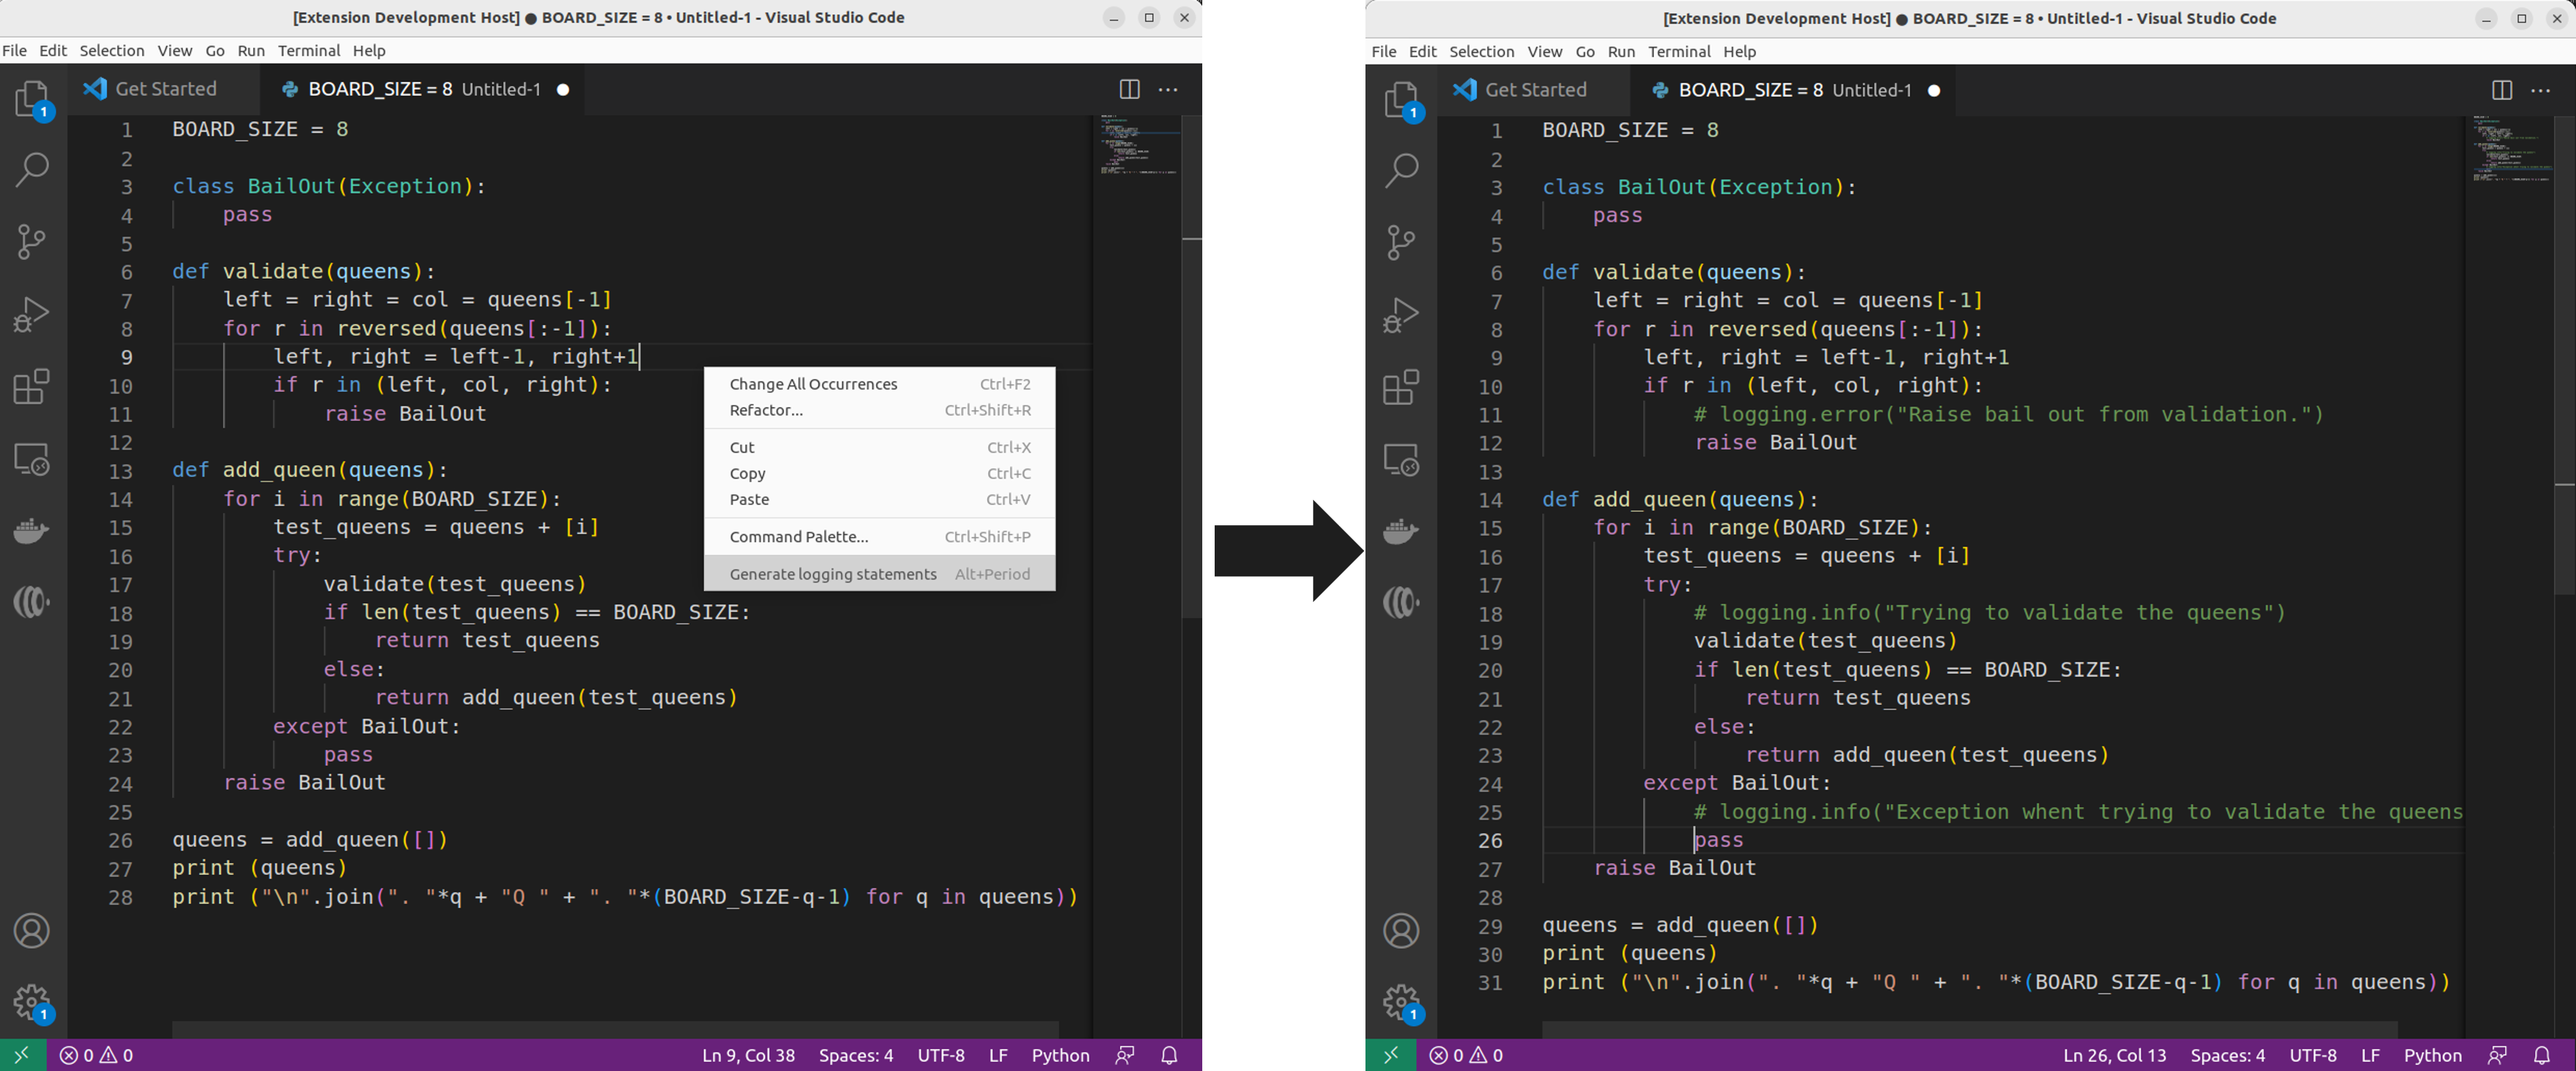 [Extension Development Host] ● BOARD_SIZE = 8 • Untitled-1 - Visual Studio Code
File Edit Selection View Go Run Terminal Help
Get Started BOARD_SIZE = 8 Untitled-1
1 BOARD_SIZE = 8
2
3 class BailOut(Exception):
4 pass
5
6 def validate(queens):
7 left = right = col = queens[-1]
8 for r in reversed(queens[:-1]):
9 left, right = left-1, right+1
10 if r in (left, col, right):
11 raise BailOut
12
13 def add_queen(queens):
14 for i in range(BOARD_SIZE):
15 test_queens = queens + [i]
16 try:
17 validate(test_queens)
18 if len(test_queens) == BOARD_SIZE:
19 return test_queens
20 else:
21 return add_queen(test_queens)
22 except BailOut:
23 pass
24 raise BailOut
25
26 queens = add_queen([])
27 print (queens)
28 print ("\n".join(". "*q + "Q " + ". "*(BOARD_SIZE-q-1) for q in queens))
Change All Occurrences Ctrl+F2
Refactor... Ctrl+Shift+R
Cut Ctrl+X
Copy Ctrl+C
Paste Ctrl+V
Command Palette... Ctrl+Shift+P
Generate logging statements Alt+Period
1
1
0 0 Ln 9, Col 38 Spaces: 4 UTF-8 LF Python
[Extension Development Host] ● BOARD_SIZE = 8 • Untitled-1 - Visual Studio Code
File Edit Selection View Go Run Terminal Help
Get Started BOARD_SIZE = 8 Untitled-1
1 BOARD_SIZE = 8
2
3 class BailOut(Exception):
4 pass
5
6 def validate(queens):
7 left = right = col = queens[-1]
8 for r in reversed(queens[:-1]):
9 left, right = left-1, right+1
10 if r in (left, col, right):
11 # logging.error("Raise bail out from validation.")
12 raise BailOut
13
14 def add_queen(queens):
15 for i in range(BOARD_SIZE):
16 test_queens = queens + [i]
17 try:
18 # logging.info("Trying to validate the queens")
19 validate(test_queens)
20 if len(test_queens) == BOARD_SIZE:
21 return test_queens
22 else:
23 return add_queen(test_queens)
24 except BailOut:
25 # logging.info("Exception whent trying to validate the queens
26 pass
27 raise BailOut
28
29 queens = add_queen([])
30 print (queens)
31 print ("\n".join(". "*q + "Q " + ". "*(BOARD_SIZE-q-1) for q in queens))
1
1
0 0 Ln 26, Col 13 Spaces: 4 UTF-8 LF Python